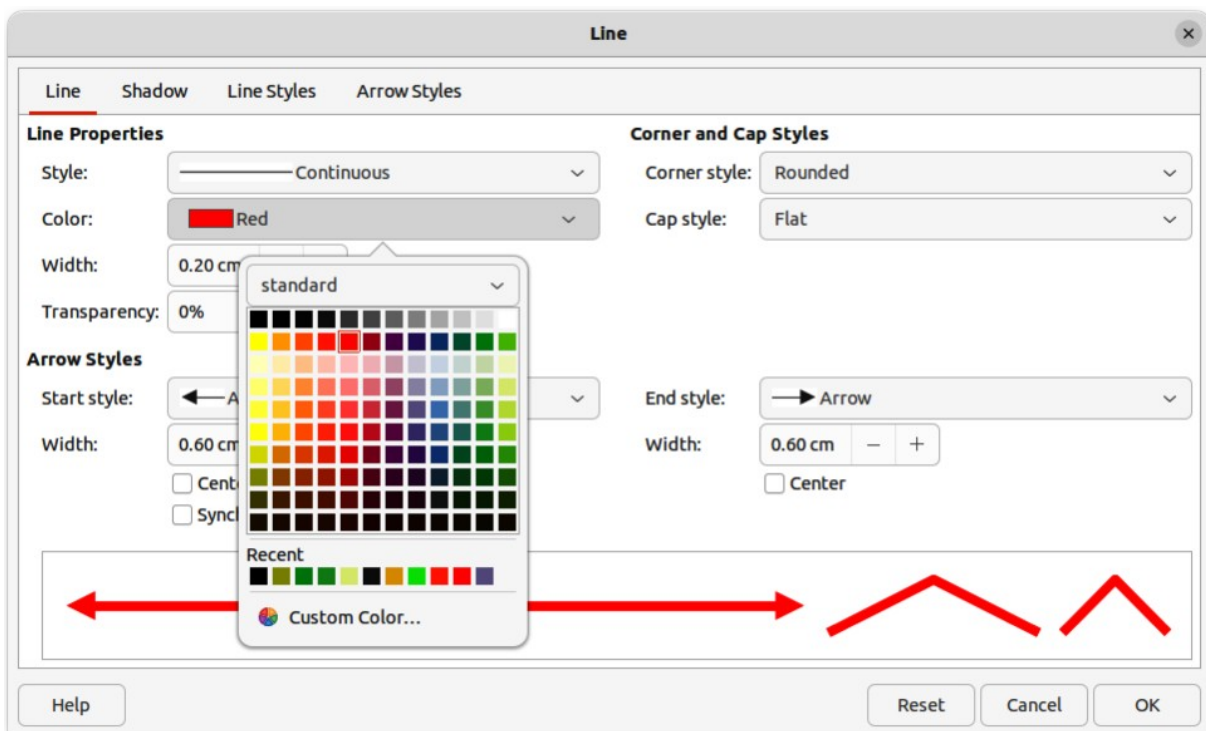 Line
Line Shadow Line Styles Arrow Styles
Line Properties
Style: Continuous
Color: Red
Width: 0.20 cm
Transparency: 0%
standard
Recent
Custom Color...
Arrow Styles
Start style: A
Width: 0.60 cm
Cent
Sync
Corner and Cap Styles
Corner style: Rounded
Cap style: Flat
End style: Arrow
Width: 0.60 cm − +
Center
Help Reset Cancel OK